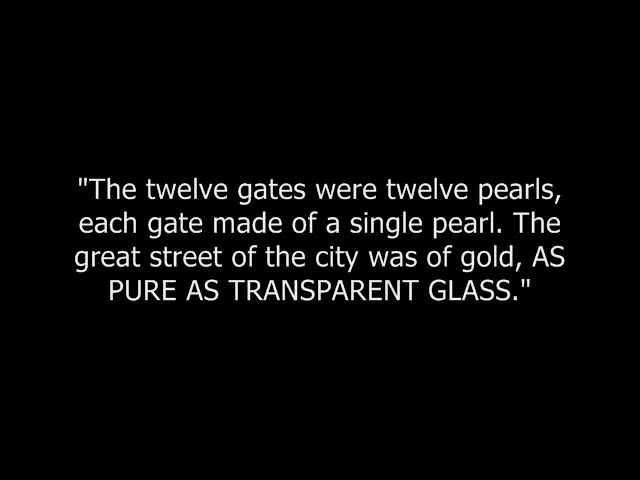 "The twelve gates were twelve pearls,
each gate made of a single pearl. The
great street of the city was of gold, AS
PURE AS TRANSPARENT GLASS."